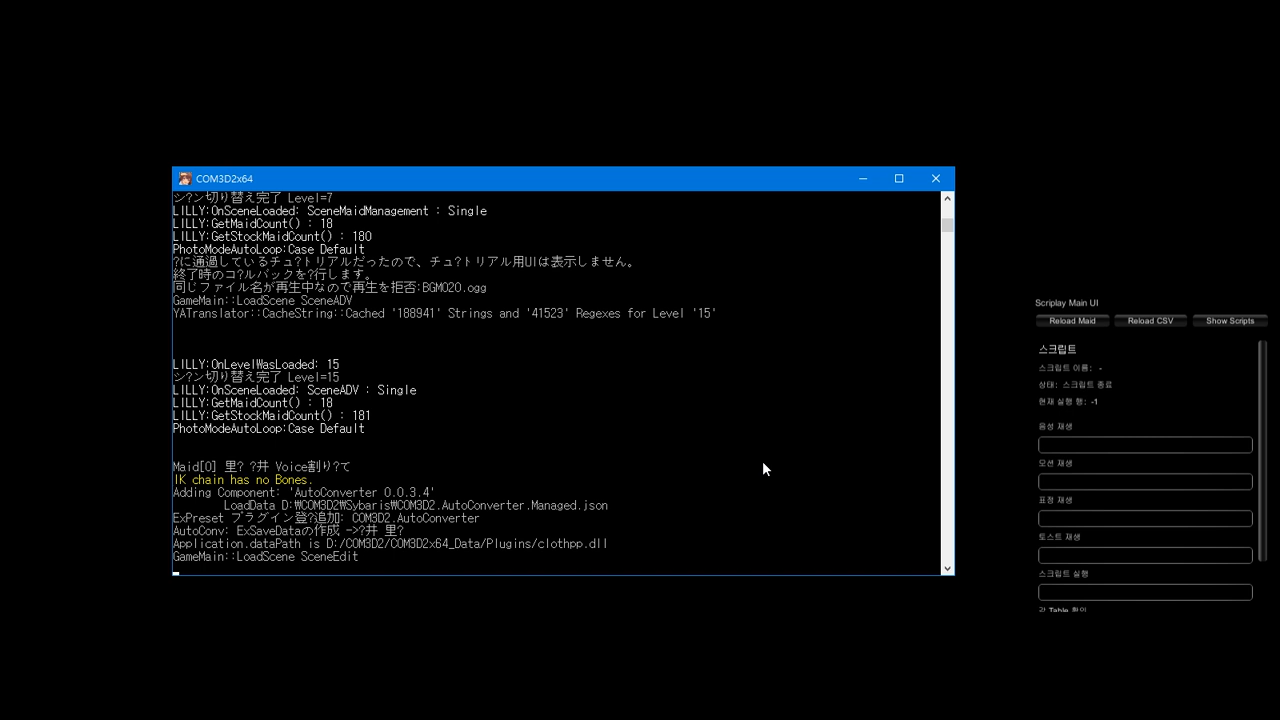 COM3D2x64
シ?ン切り替え完了 Level=7
LILLY:OnSceneLoaded: SceneMaidManagement : Single
LILLY:GetMaidCount() : 18
LILLY:GetStockMaidCount() : 180
PhotoModeAutoLoop:Case Default
?に通過しているチュ?トリアルだったので、チュ?トリアル用UIは表示しません。
終了時のコ?ルバックを?行します。
同じファイル名が再生中なので再生を拒否:BGM020.ogg
GameMain::LoadScene SceneADV
YATranslator::CacheString::Cached '188941' Strings and '41523' Regexes for Level '15'
LILLY:OnLevelWasLoaded: 15
シ?ン切り替え完了 Level=15
LILLY:OnSceneLoaded: SceneADV : Single
LILLY:GetMaidCount() : 18
LILLY:GetStockMaidCount() : 181
PhotoModeAutoLoop:Case Default
Maid[0] 里? ?井 Voice割り?て
IK chain has no Bones.
Adding Component: 'AutoConverter 0.0.3.4'
LoadData D:₩COM3D2₩Sybaris₩COM3D2.AutoConverter.Managed.json
ExPreset プラグイン登?追加: COM3D2.AutoConverter
AutoConv: ExSaveDataの作成 ->?井 里?
Application.dataPath is D:/COM3D2/COM3D2x64_Data/Plugins/clothpp.dll
GameMain::LoadScene SceneEdit
Scriplay Main UI
Reload Maid Reload CSV Show Scripts
스크립트
스크립트 이름: -
상태: 스크립트 종료
현재 실행 행: -1
음성 재생
모션 재생
표정 재생
토스트 재생
스크립트 실행
각 Table 확인